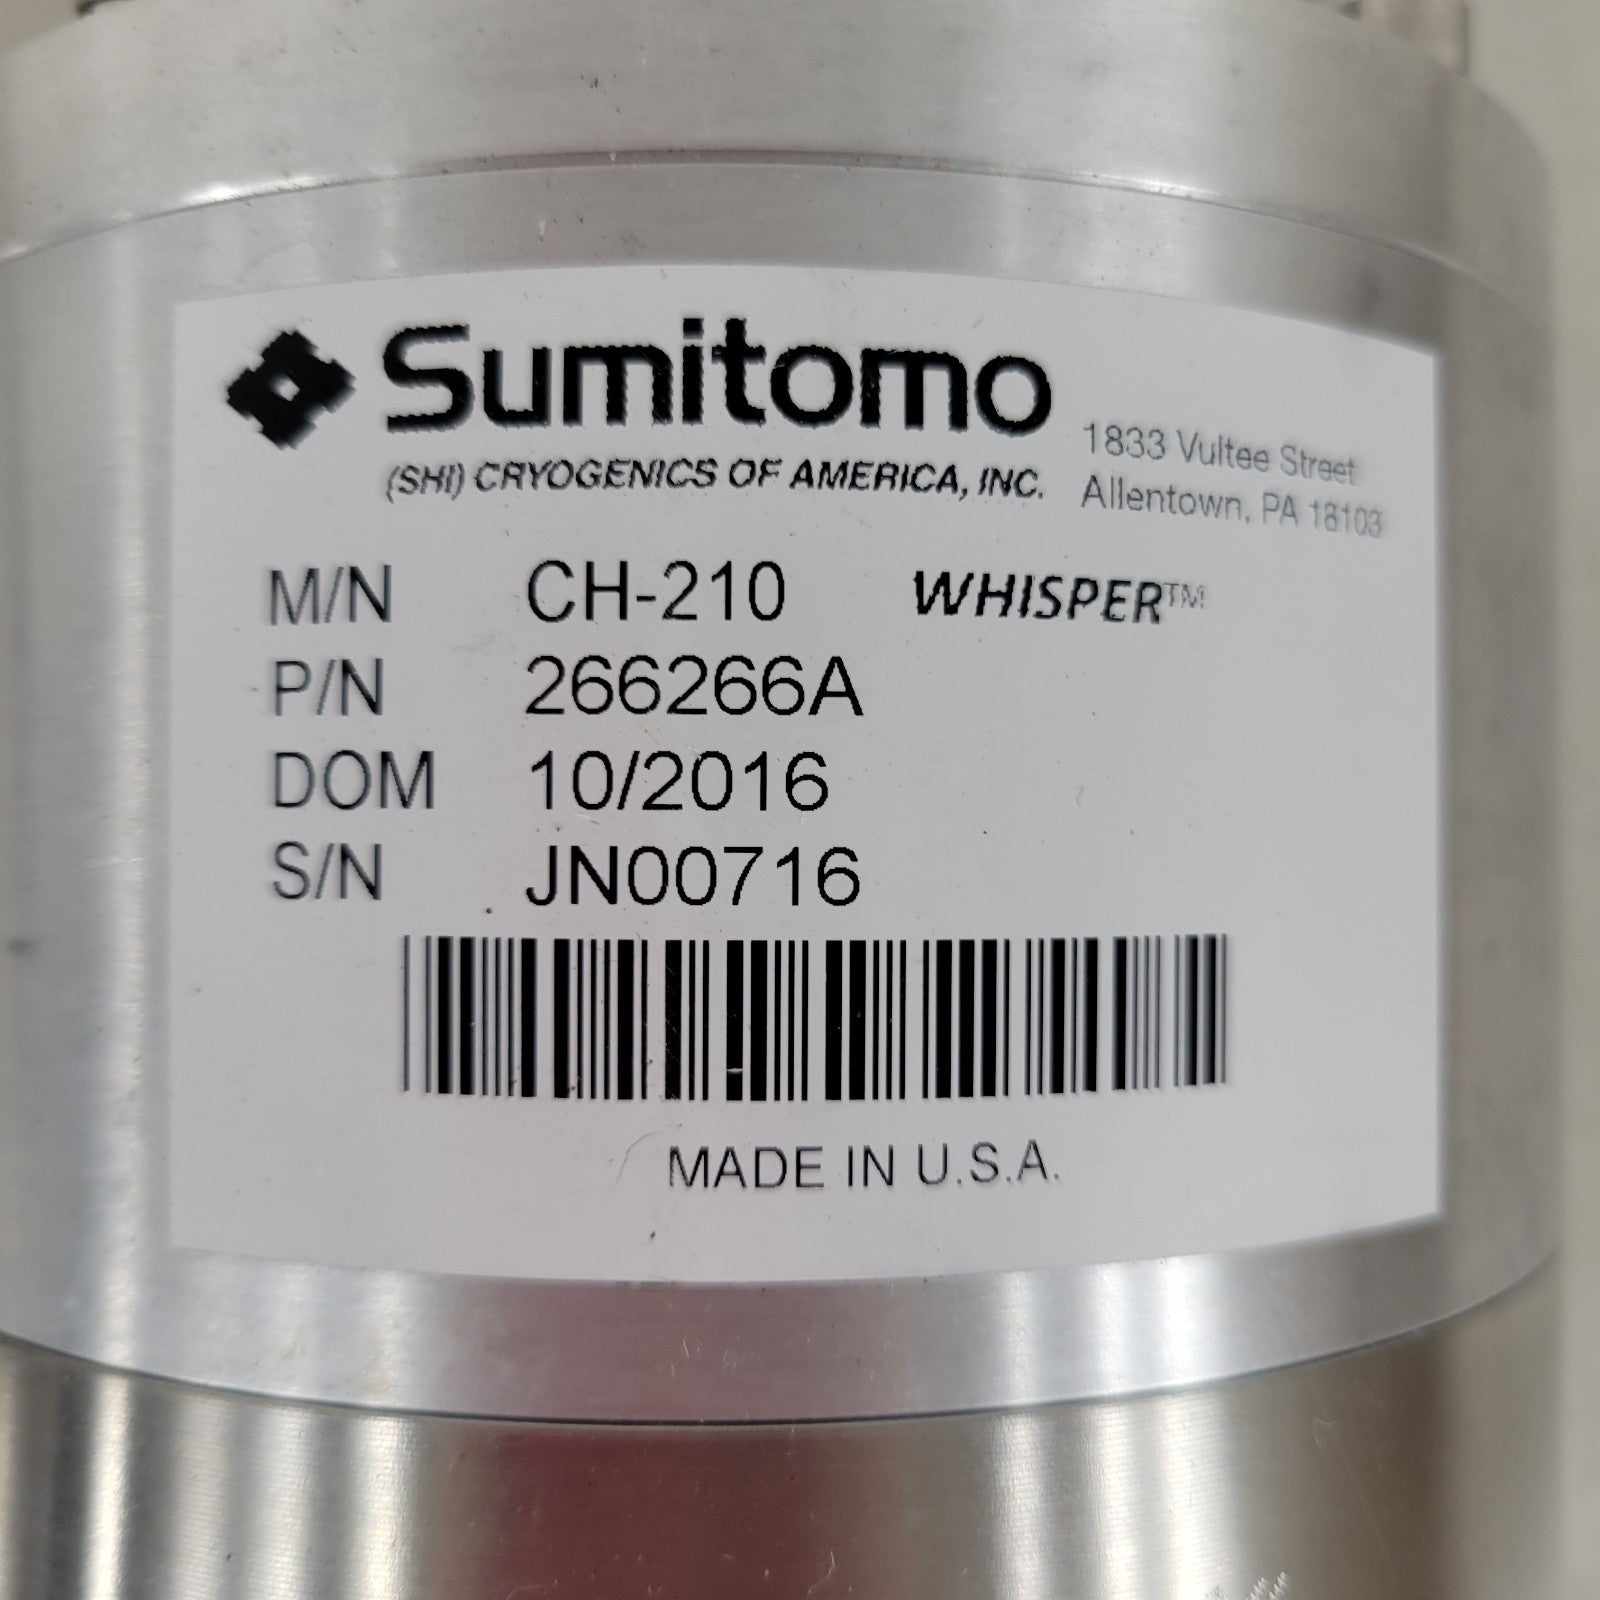 Sumitomo
(SHI) CRYOGENICS OF AMERICA, INC.
1833 Vultee Street
Allentown, PA 18103
M/N CH-210 WHISPER™
P/N 266266A
DOM 10/2016
S/N JN00716
MADE IN U.S.A.